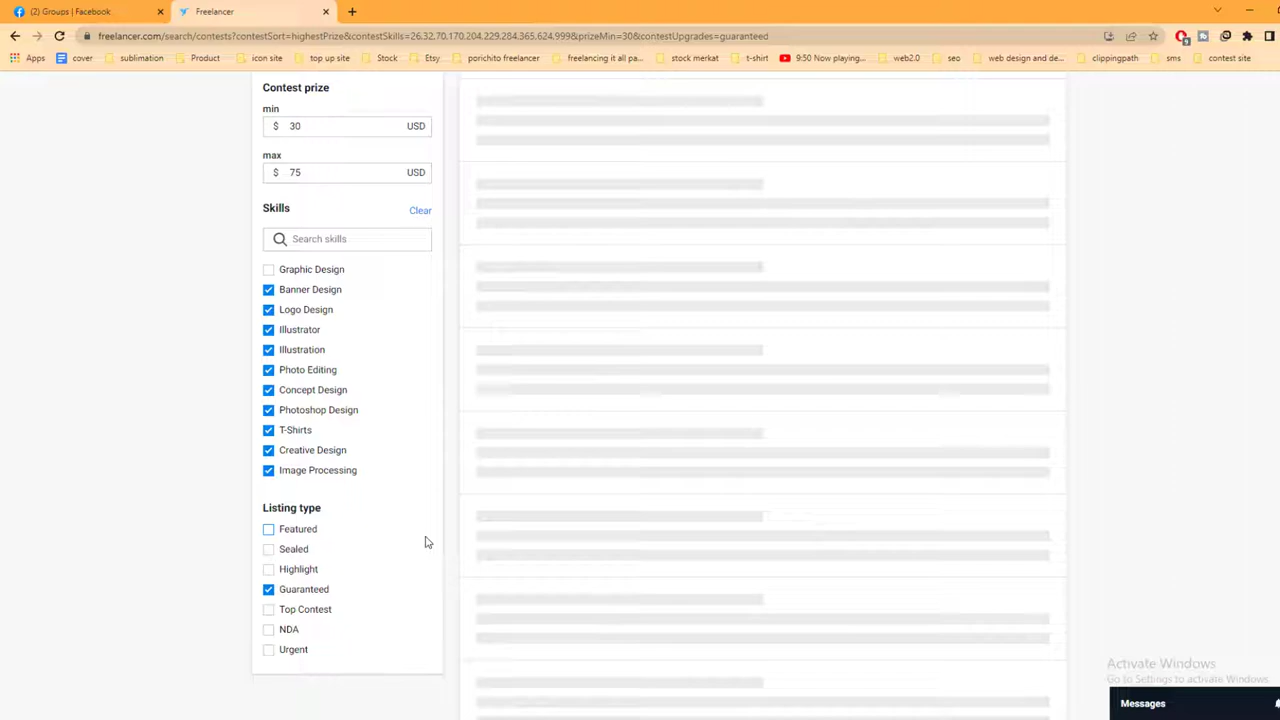 (2) Groups | Facebook
Freelancer
freelancer.com/search/contests?contestSort=highestPrize&contestSkills=26.32.70.170.204.229.284.365.624.999&prizeMin=30&contestUpgrades=guaranteed
Apps
cover
sublimation
Product
icon site
top up site
Stock
Etsy
porichito freelancer
freelancing it all pa...
stock merkat
t-shirt
9:50 Now playing...
web2.0
seo
web design and de...
clippingpath
sms
contest site
Contest prize
min
$ 30 USD
max
$ 75 USD
Skills
Clear
Search skills
Graphic Design
Banner Design
Logo Design
Illustrator
Illustration
Photo Editing
Concept Design
Photoshop Design
T-Shirts
Creative Design
Image Processing
Listing type
Featured
Sealed
Highlight
Guaranteed
Top Contest
NDA
Urgent
Activate Windows
Go to Settings to activate Windows
Messages